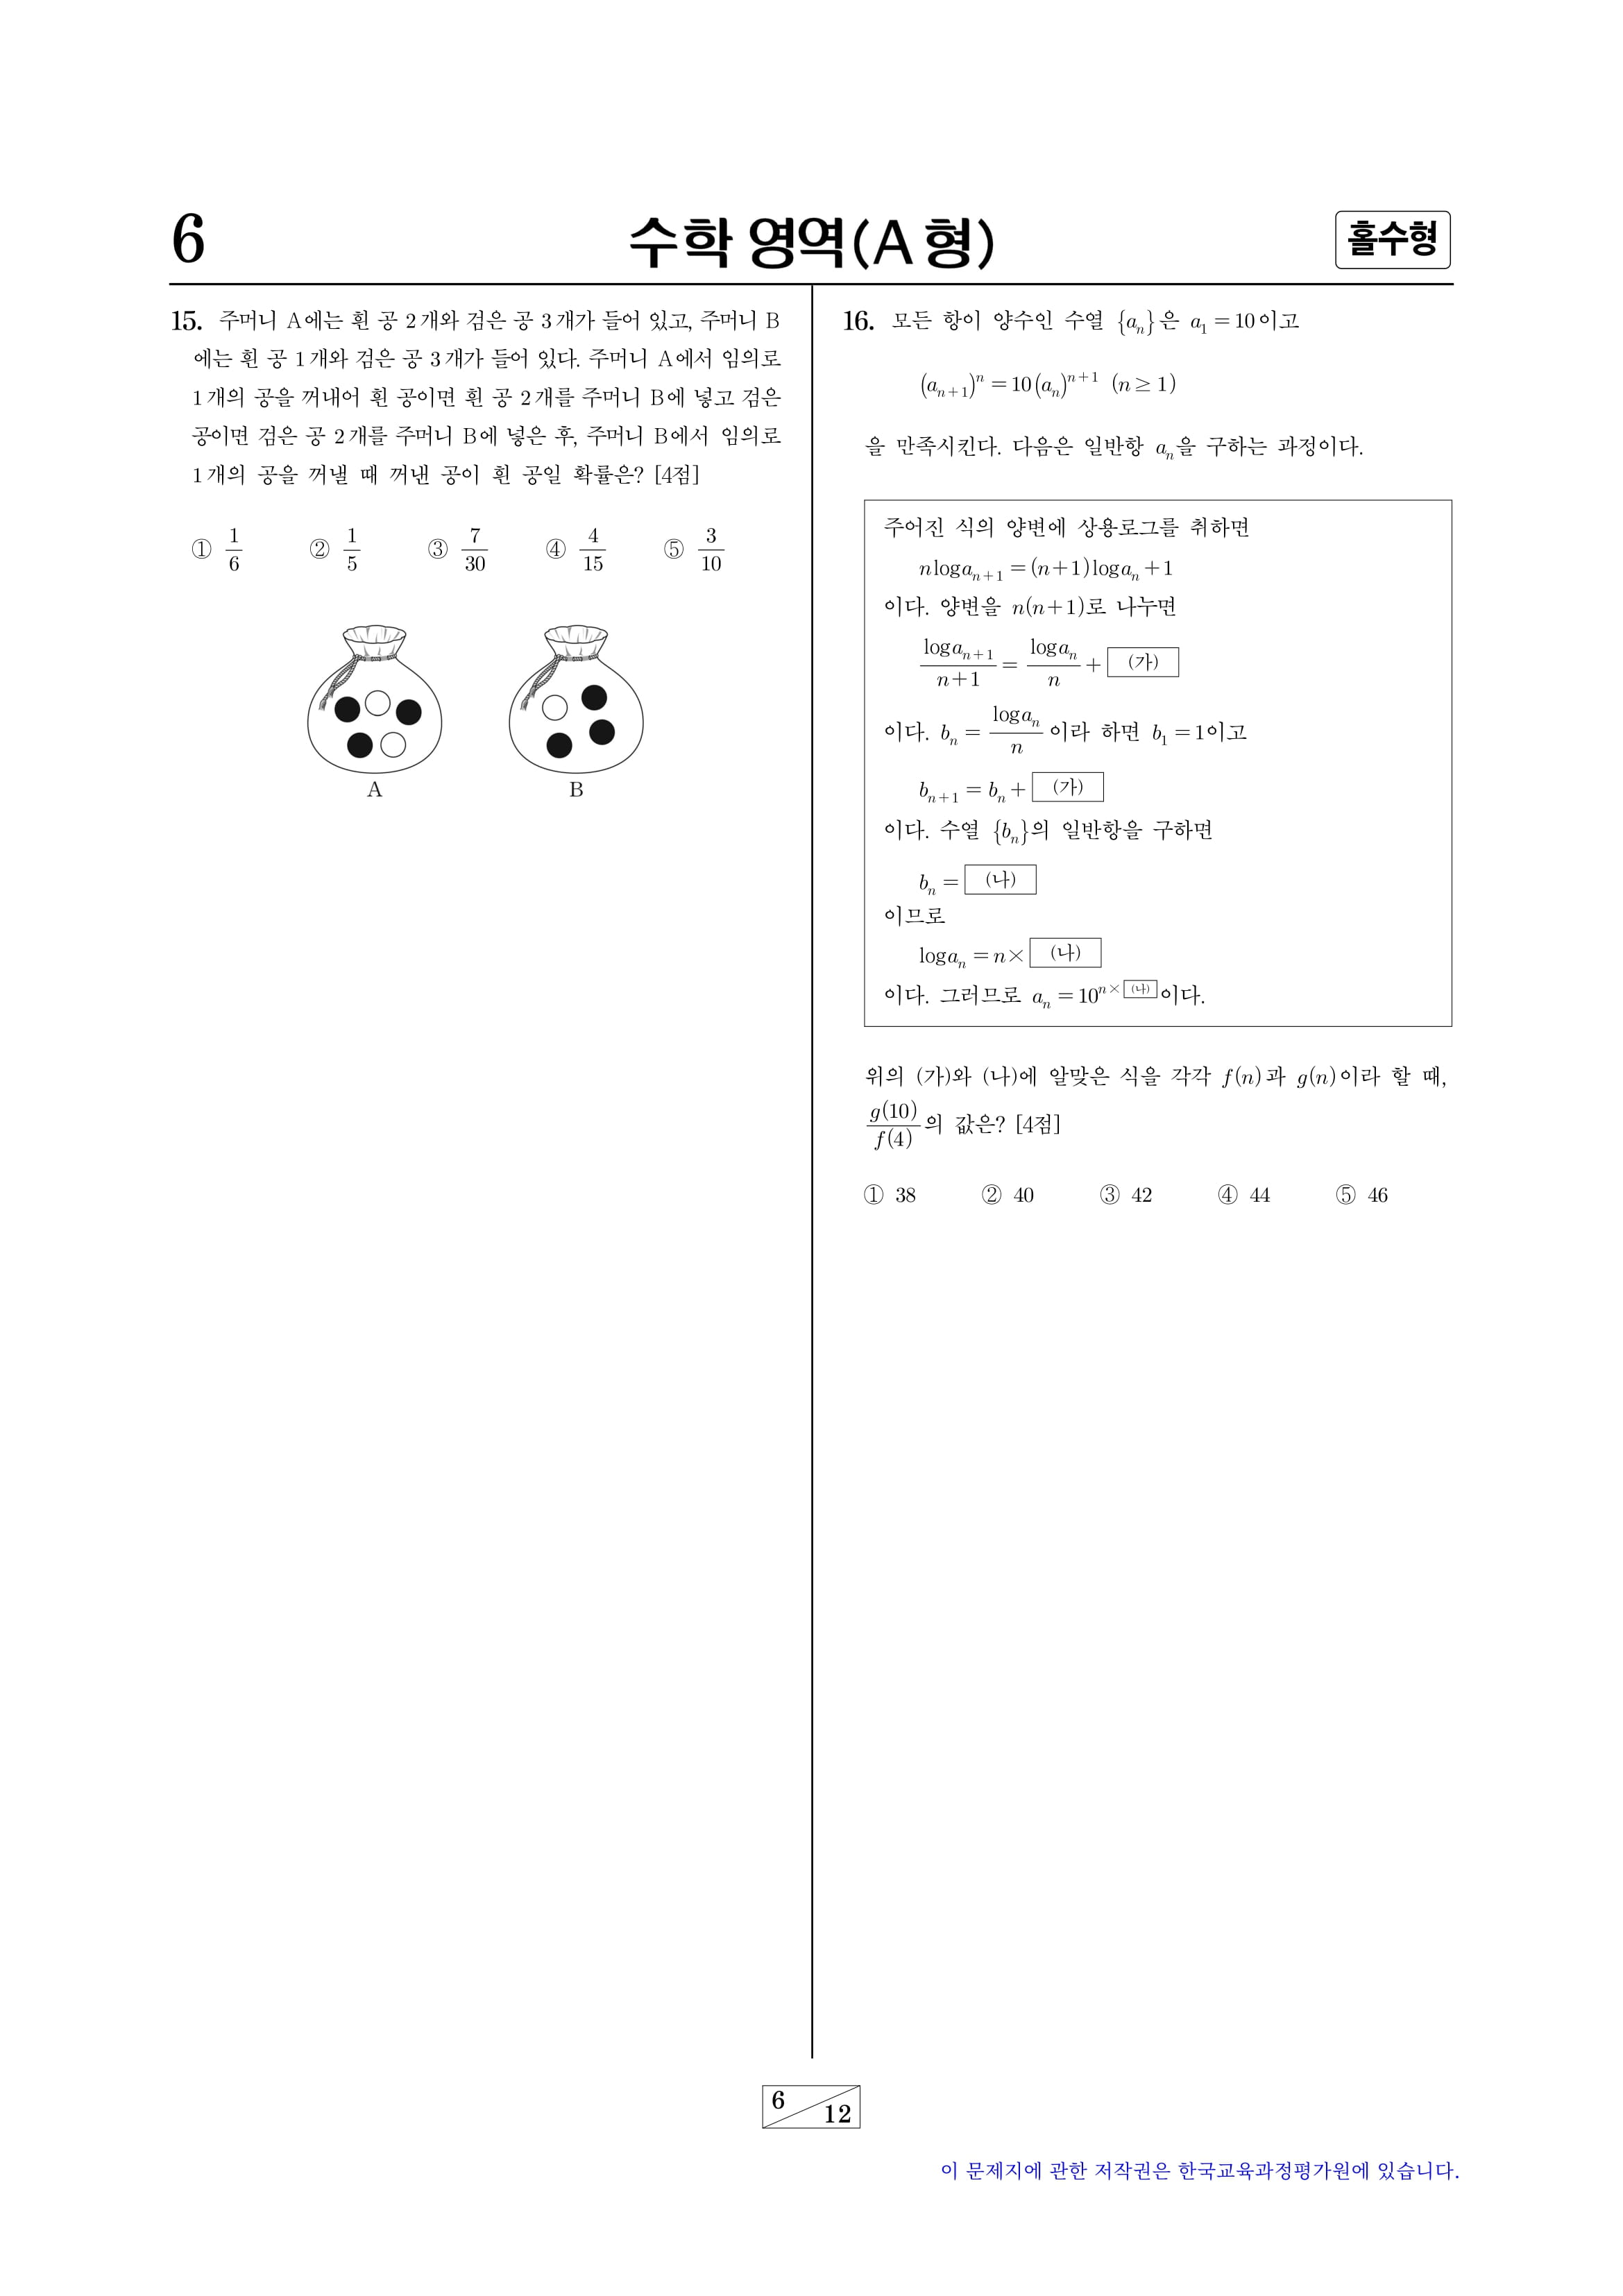 6
수학 영역(A 형)
홀수형
15. 주머니 A에는 흰 공 2개와 검은 공 3개가 들어 있고, 주머니 B
에는 흰 공 1개와 검은 공 3개가 들어 있다. 주머니 A에서 임의로
1개의 공을 꺼내어 흰 공이면 흰 공 2개를 주머니 B에 넣고 검은
공이면 검은 공 2개를 주머니 B에 넣은 후, 주머니 B에서 임의로
1개의 공을 꺼낼 때 꺼낸 공이 흰 공일 확률은? [4점]
① 1/6 ② 1/5 ③ 7/30 ④ 4/15 ⑤ 3/10
A B
16. 모든 항이 양수인 수열 {a_n}은 a_1 = 10이고
(a_{n+1})^n = 10(a_n)^{n+1} (n ≥ 1)
을 만족시킨다. 다음은 일반항 a_n을 구하는 과정이다.
주어진 식의 양변에 상용로그를 취하면
n log a_{n+1} = (n+1) log a_n + 1
이다. 양변을 n(n+1)로 나누면
log a_{n+1}/(n+1) = log a_n/n + (가)
이다. b_n = log a_n/n 이라 하면 b_1 = 1이고
b_{n+1} = b_n + (가)
이다. 수열 {b_n}의 일반항을 구하면
b_n = (나)
이므로
log a_n = n × (나)
이다. 그러므로 a_n = 10^{n × (나)}이다.
위의 (가)와 (나)에 알맞은 식을 각각 f(n)과 g(n)이라 할 때,
g(10)/f(4)의 값은? [4점]
① 38 ② 40 ③ 42 ④ 44 ⑤ 46
6
12
이 문제지에 관한 저작권은 한국교육과정평가원에 있습니다.